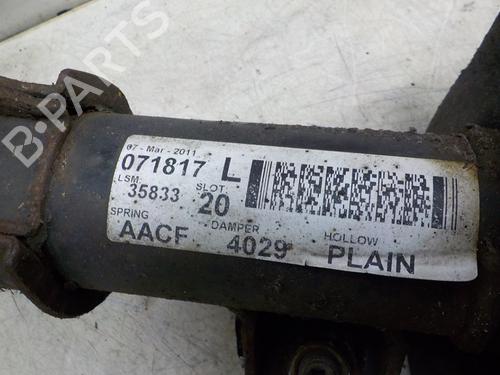 B-PARTS
07 - Mar - 2011
071817 L
LSM SLOT
35833 20
SPRING DAMPER HOLLOW
AACF 4029 PLAIN